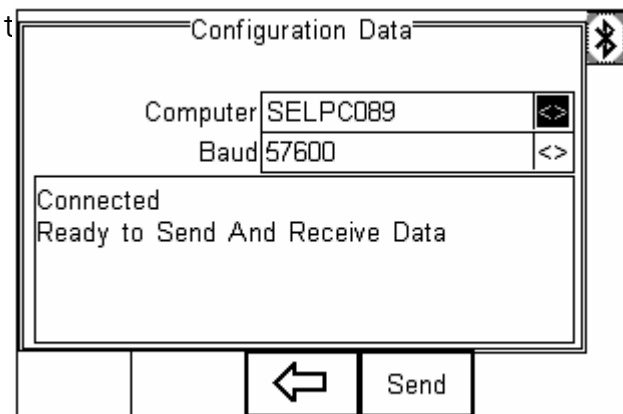 t
Configuration Data
Computer SELPC089 <>
Baud 57600 <>
Connected
Ready to Send And Receive Data
Send